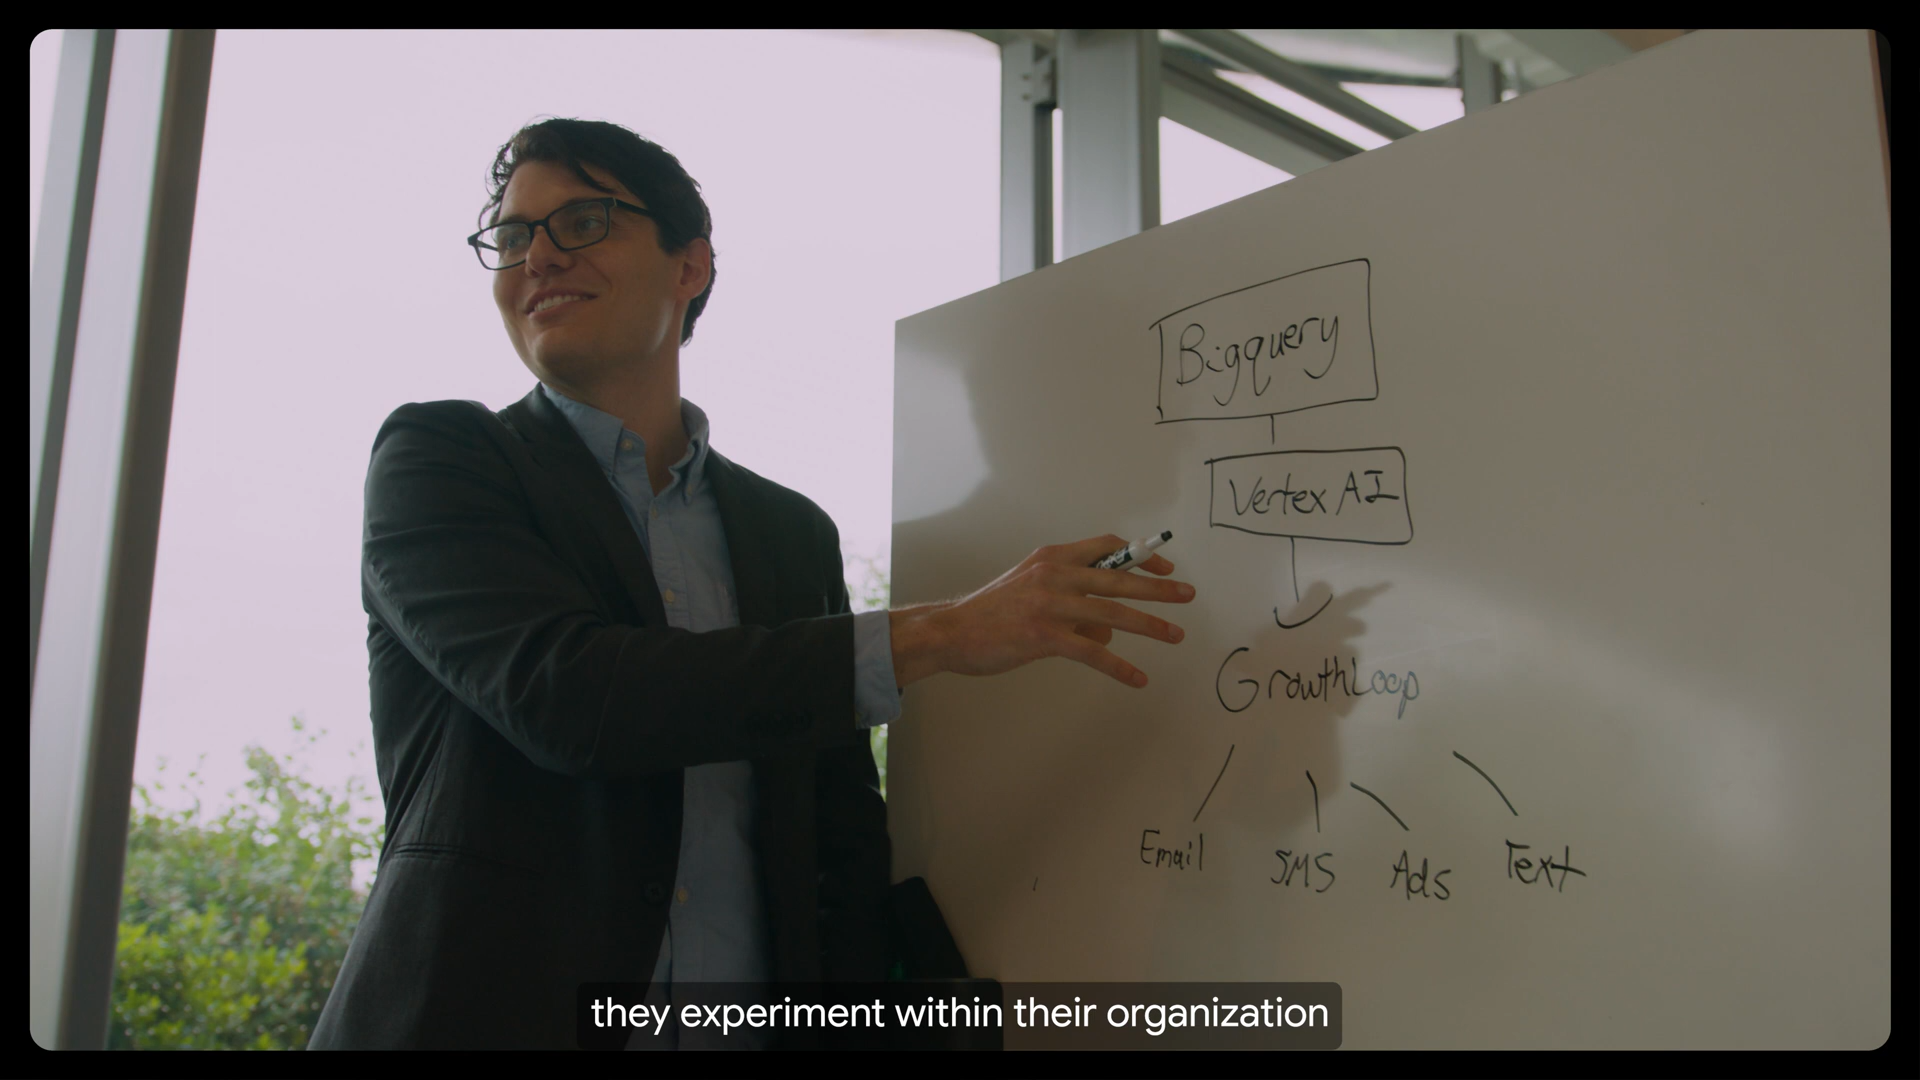 Bigquery
Vertex AI
GrowthLoop
Email SMS Ads Text
they experiment within their organization